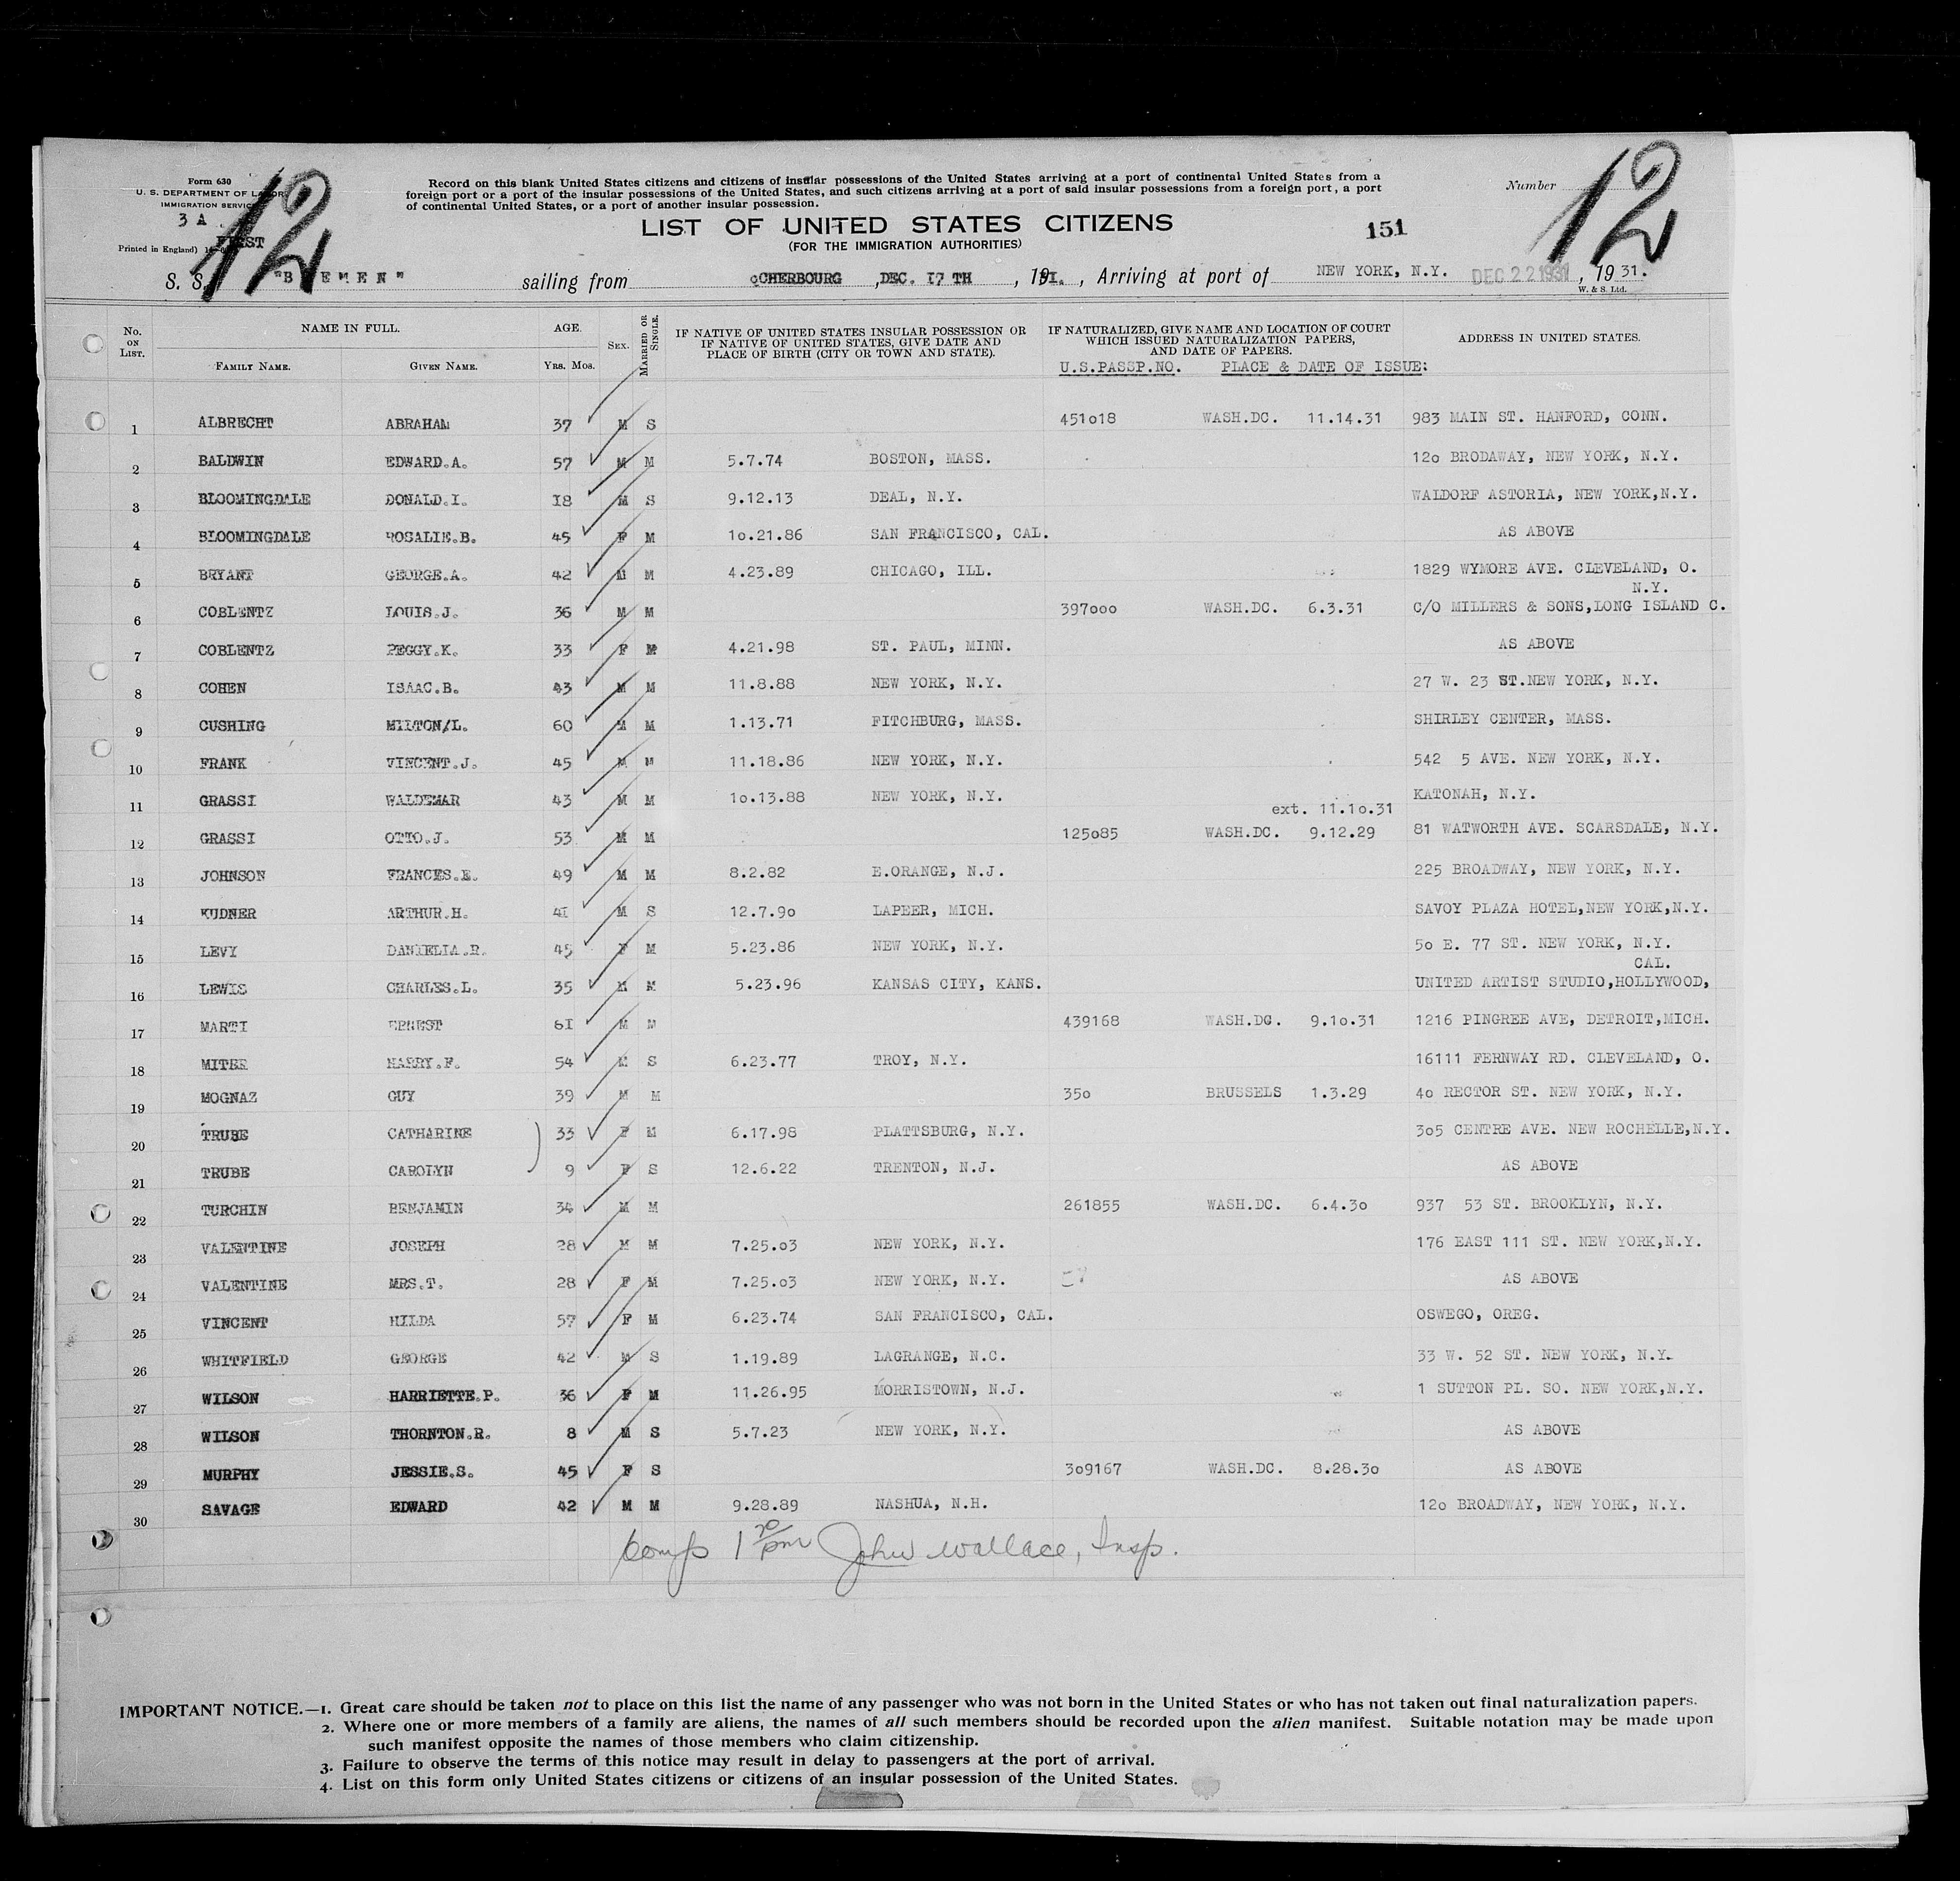 Form 630
U. S. DEPARTMENT OF LABOR
IMMIGRATION SERVICE
3 A.
FIRST
Printed in England)
12
Record on this blank United States citizens and citizens of insular possessions of the United States arriving at a port of continental United States from a
foreign port or a port of the insular possessions of the United States, and such citizens arriving at a port of said insular possessions from a foreign port, a port
of continental United States, or a port of another insular possession.
Number
12
LIST OF UNITED STATES CITIZENS
(FOR THE IMMIGRATION AUTHORITIES)
151
S. S. "BREMEN" sailing from CHERBOURG, DEC. 17 TH, 1931., Arriving at port of NEW YORK, N.Y. DEC 22 1931, 1931.
W. & S. Ltd.
No. ON LIST. NAME IN FULL. AGE. SEX. MARRIED OR SINGLE. IF NATIVE OF UNITED STATES INSULAR POSSESSION OR IF NATIVE OF UNITED STATES, GIVE DATE AND PLACE OF BIRTH (CITY OR TOWN AND STATE). IF NATURALIZED, GIVE NAME AND LOCATION OF COURT WHICH ISSUED NATURALIZATION PAPERS, AND DATE OF PAPERS. ADDRESS IN UNITED STATES.
FAMILY NAME. GIVEN NAME. YRS. MOS. U.S.PASSP.NO. PLACE & DATE OF ISSUE:
1 ALBRECHT ABRAHAM 37 M S 451018 WASH.DC. 11.14.31 983 MAIN ST. HANFORD, CONN.
2 BALDWIN EDWARD.A. 57 M M 5.7.74 BOSTON, MASS. 120 BRODAWAY, NEW YORK, N.Y.
3 BLOOMINGDALE DONALD.I. 18 M S 9.12.13 DEAL, N.Y. WALDORF ASTORIA, NEW YORK,N.Y.
4 BLOOMINGDALE ROSALIE.B. 45 F M 10.21.86 SAN FRANCISCO, CAL. AS ABOVE
5 BRYANT GEORGE.A. 42 M M 4.23.89 CHICAGO, ILL. 1829 WYMORE AVE. CLEVELAND, O.
N.Y.
6 COBLENTZ LOUIS.J. 36 M M 397000 WASH.DC. 6.3.31 C/O MILLERS & SONS,LONG ISLAND C.
7 COBLENTZ PEGGY.K. 33 F M 4.21.98 ST. PAUL, MINN. AS ABOVE
8 COHEN ISAAC.B. 43 M M 11.8.88 NEW YORK, N.Y. 27 W. 23 ST.NEW YORK, N.Y.
9 CUSHING MILTON/L. 60 M M 1.13.71 FITCHBURG, MASS. SHIRLEY CENTER, MASS.
10 FRANK VINCENT.J. 45 M M 11.18.86 NEW YORK, N.Y. 542 5 AVE. NEW YORK, N.Y.
11 GRASSI WALDEMAR 43 M M 10.13.88 NEW YORK, N.Y. KATONAH, N.Y.
ext. 11.10.31
12 GRASSI OTTO.J. 53 M M 125085 WASH.DC. 9.12.29 81 WATWORTH AVE. SCARSDALE, N.Y.
13 JOHNSON FRANCES.E. 49 M M 8.2.82 E.ORANGE, N.J. 225 BROADWAY, NEW YORK, N.Y.
14 KUDNER ARTHUR.H. 41 M S 12.7.90 LAPEER, MICH. SAVOY PLAZA HOTEL,NEW YORK,N.Y.
15 LEVY DANIELIA.R. 45 F M 5.23.86 NEW YORK, N.Y. 50 E. 77 ST. NEW YORK, N.Y.
CAL.
16 LEWIS CHARLES.L. 35 M M 5.23.96 KANSAS CITY, KANS. UNITED ARTIST STUDIO,HOLLYWOOD,
17 MARTI ERNEST 61 M M 439168 WASH.DC. 9.10.31 1216 PINGREE AVE, DETROIT,MICH.
18 MITEE HARRY.F. 54 M S 6.23.77 TROY, N.Y. 16111 FERNWAY RD. CLEVELAND, O.
19 MOGNAZ GUY 39 M M 350 BRUSSELS 1.3.29 40 RECTOR ST. NEW YORK, N.Y.
20 TRUBE CATHARINE 33 F M 6.17.98 PLATTSBURG, N.Y. 305 CENTRE AVE. NEW ROCHELLE,N.Y.
21 TRUBE CAROLYN 9 F S 12.6.22 TRENTON, N.J. AS ABOVE
22 TURCHIN BENJAMIN 34 M M 261855 WASH.DC. 6.4.30 937 53 ST. BROOKLYN, N.Y.
23 VALENTINE JOSEPH 28 M M 7.25.03 NEW YORK, N.Y. 176 EAST 111 ST. NEW YORK,N.Y.
24 VALENTINE MRS.T. 28 F M 7.25.03 NEW YORK, N.Y. AS ABOVE
25 VINCENT HILDA 57 F M 6.23.74 SAN FRANCISCO, CAL. OSWEGO, OREG.
26 WHITFIELD GEORGE 42 M S 1.19.89 LAGRANGE, N.C. 33 W. 52 ST. NEW YORK, N.Y.
27 WILSON HARRIETTE.P. 36 F M 11.26.95 MORRISTOWN, N.J. 1 SUTTON PL. SO. NEW YORK,N.Y.
28 WILSON THORNTON.R. 8 M S 5.7.23 NEW YORK, N.Y. AS ABOVE
29 MURPHY JESSIE.S. 45 F S 309167 WASH.DC. 8.28.30 AS ABOVE
30 SAVAGE EDWARD 42 M M 9.28.89 NASHUA, N.H. 120 BROADWAY, NEW YORK, N.Y.
Comp 1 20 pm John Wallace, Insp.
IMPORTANT NOTICE.—1. Great care should be taken not to place on this list the name of any passenger who was not born in the United States or who has not taken out final naturalization papers.
2. Where one or more members of a family are aliens, the names of all such members should be recorded upon the alien manifest. Suitable notation may be made upon
such manifest opposite the names of those members who claim citizenship.
3. Failure to observe the terms of this notice may result in delay to passengers at the port of arrival.
4. List on this form only United States citizens or citizens of an insular possession of the United States.